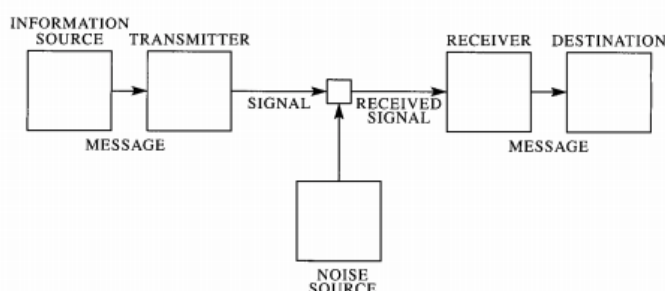 INFORMATION
SOURCE
TRANSMITTER
RECEIVER
DESTINATION
SIGNAL
RECEIVED
SIGNAL
MESSAGE
MESSAGE
NOISE
SOURCE